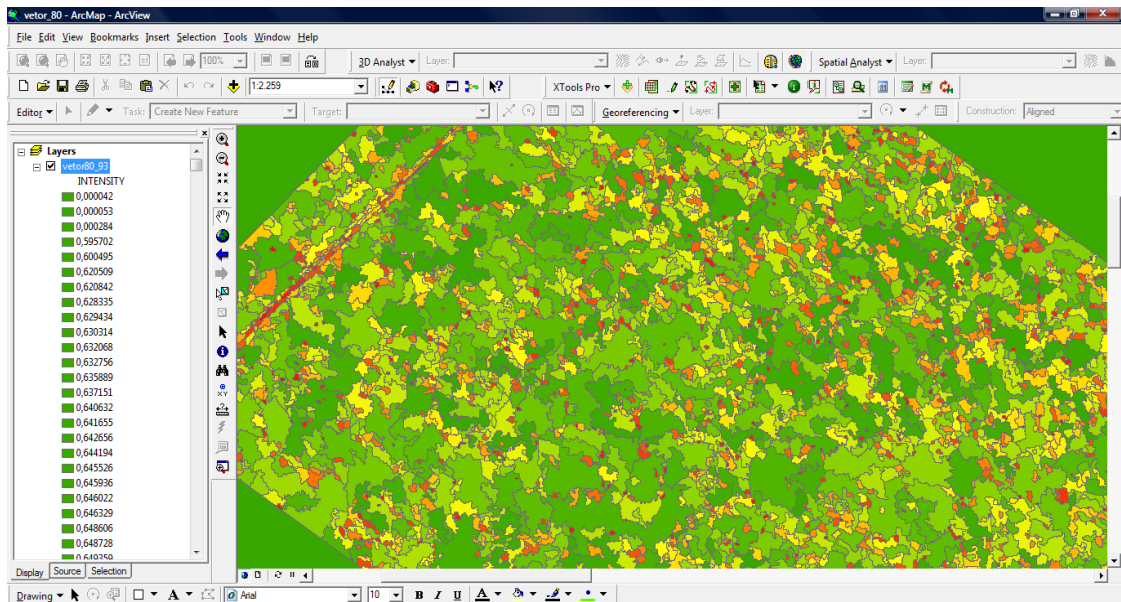 vetor_80 - ArcMap - ArcView
File Edit View Bookmarks Insert Selection Tools Window Help
100% 3D Analyst Layer: Spatial Analyst Layer:
1:2.259 XTools Pro
Editor Task: Create New Feature Target: Georeferencing Layer: Construction: Aligned
Layers
vetor80_93
INTENSITY
0,000042
0,000053
0,000284
0,595702
0,600495
0,620509
0,620842
0,628335
0,629434
0,630314
0,632068
0,632756
0,635889
0,637151
0,640632
0,641655
0,642656
0,644194
0,645526
0,645936
0,646022
0,646329
0,648606
0,648728
0,649359
XY
Display Source Selection
Drawing A Arial 10 B I U A